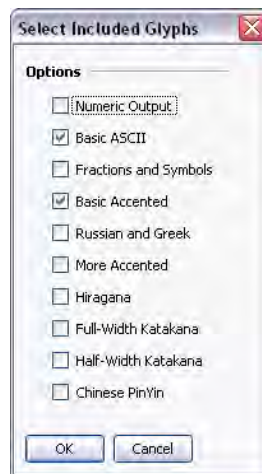 Select Included Glyphs
Options
Numeric Output
Basic ASCII
Fractions and Symbols
Basic Accented
Russian and Greek
More Accented
Hiragana
Full-Width Katakana
Half-Width Katakana
Chinese PinYin
OK Cancel